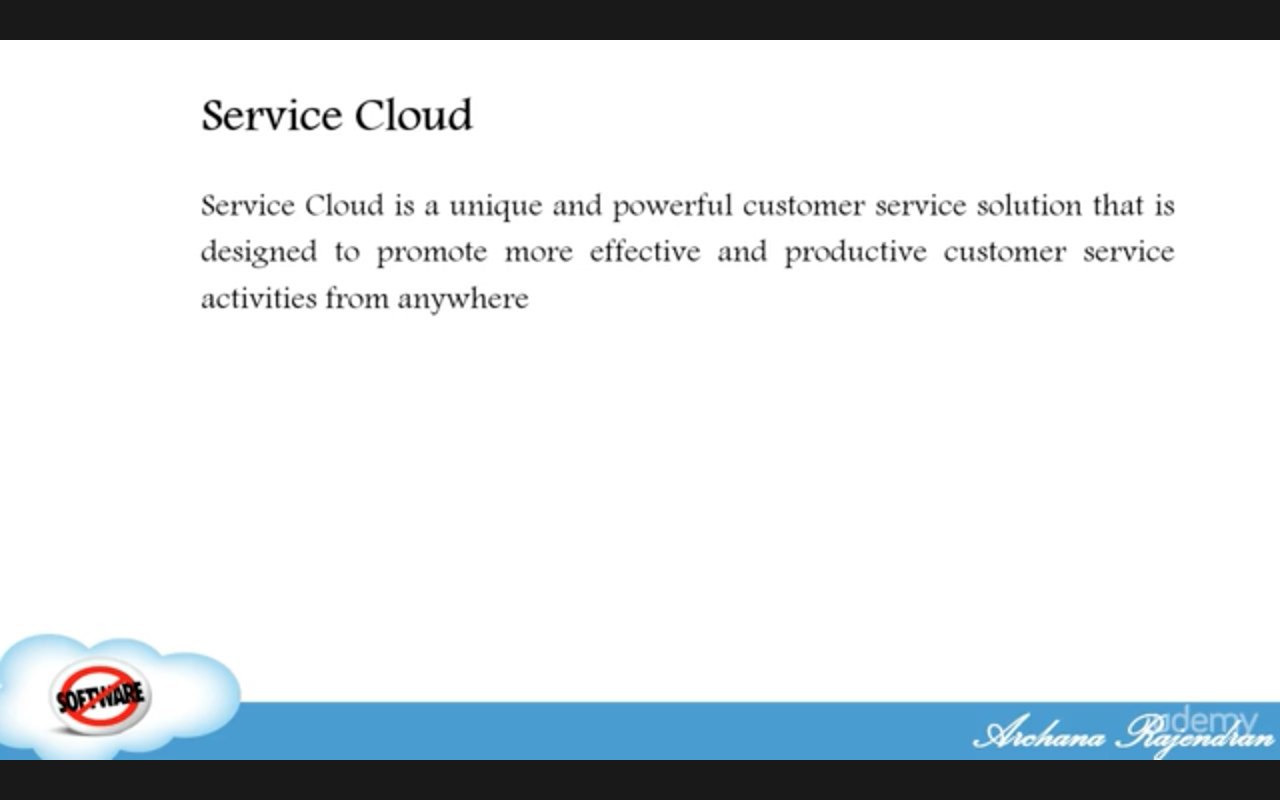 Service Cloud
Service Cloud is a unique and powerful customer service solution that is
designed to promote more effective and productive customer service
activities from anywhere
SOFTWARE
Archana Rajendran
udemy